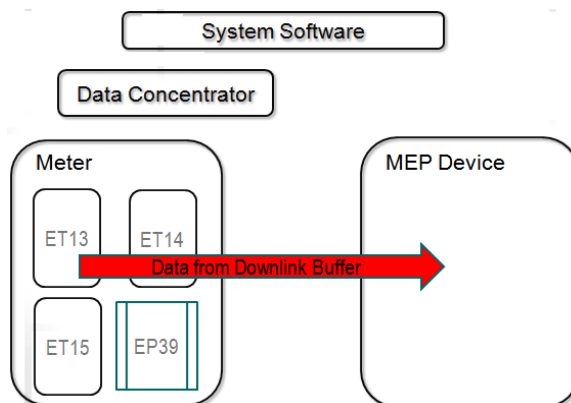 System Software
Data Concentrator
Meter
MEP Device
ET13
ET14
Data from Downlink Buffer
ET15
EP39